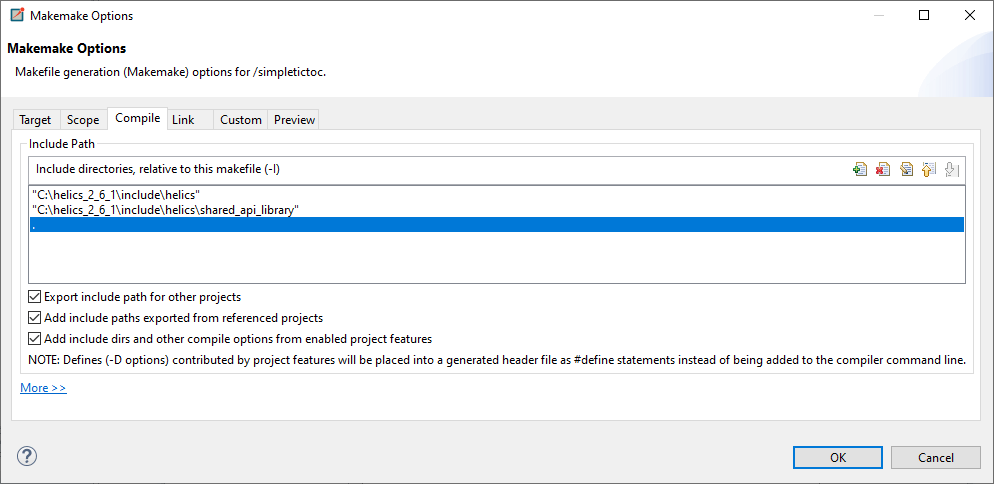 Makemake Options
Makemake Options
Makefile generation (Makemake) options for /simpletictoc.
Target Scope Compile Link Custom Preview
Include Path
Include directories, relative to this makefile (-I)
"C:\helics_2_6_1\include\helics"
"C:\helics_2_6_1\include\helics\shared_api_library"
.
Export include path for other projects
Add include paths exported from referenced projects
Add include dirs and other compile options from enabled project features
NOTE: Defines (-D options) contributed by project features will be placed into a generated header file as #define statements instead of being added to the compiler command line.
More >>
?
OK Cancel